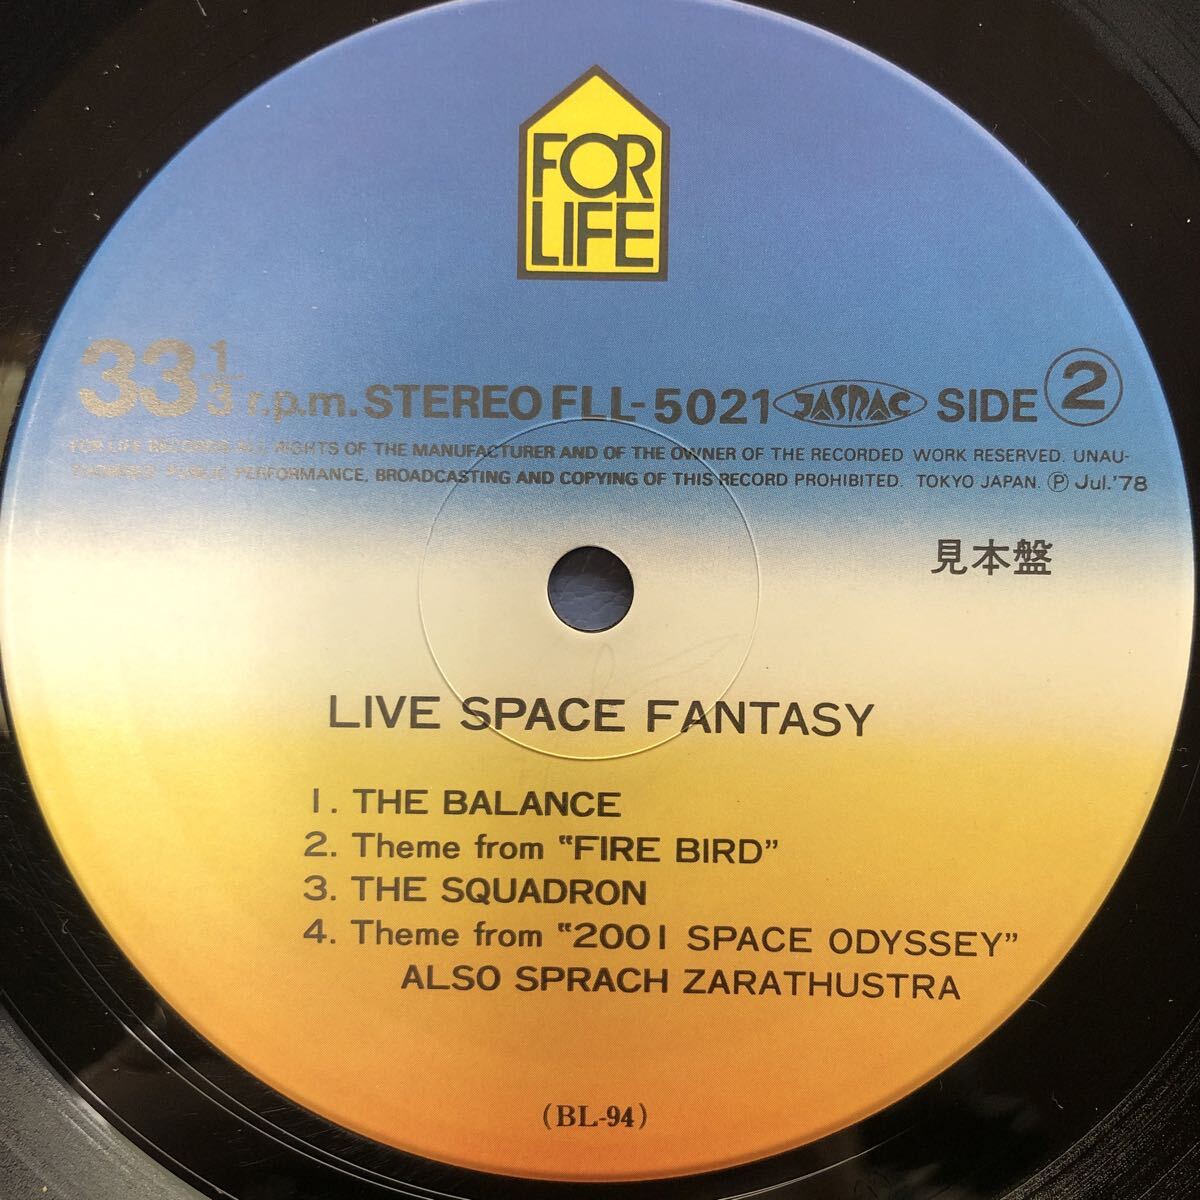 FOR
LIFE
33 1/3 r.p.m. STEREO FLL-5021 JASRAC SIDE 2
FOR LIFE RECORDS ALL RIGHTS OF THE MANUFACTURER AND OF THE OWNER OF THE RECORDED WORK RESERVED. UNAU-
THORISED PUBLIC PERFORMANCE, BROADCASTING AND COPYING OF THIS RECORD PROHIBITED. TOKYO JAPAN. Ⓟ Jul.'78
見本盤
LIVE SPACE FANTASY
1. THE BALANCE
2. Theme from "FIRE BIRD"
3. THE SQUADRON
4. Theme from "2001 SPACE ODYSSEY"
ALSO SPRACH ZARATHUSTRA
(BL-94)